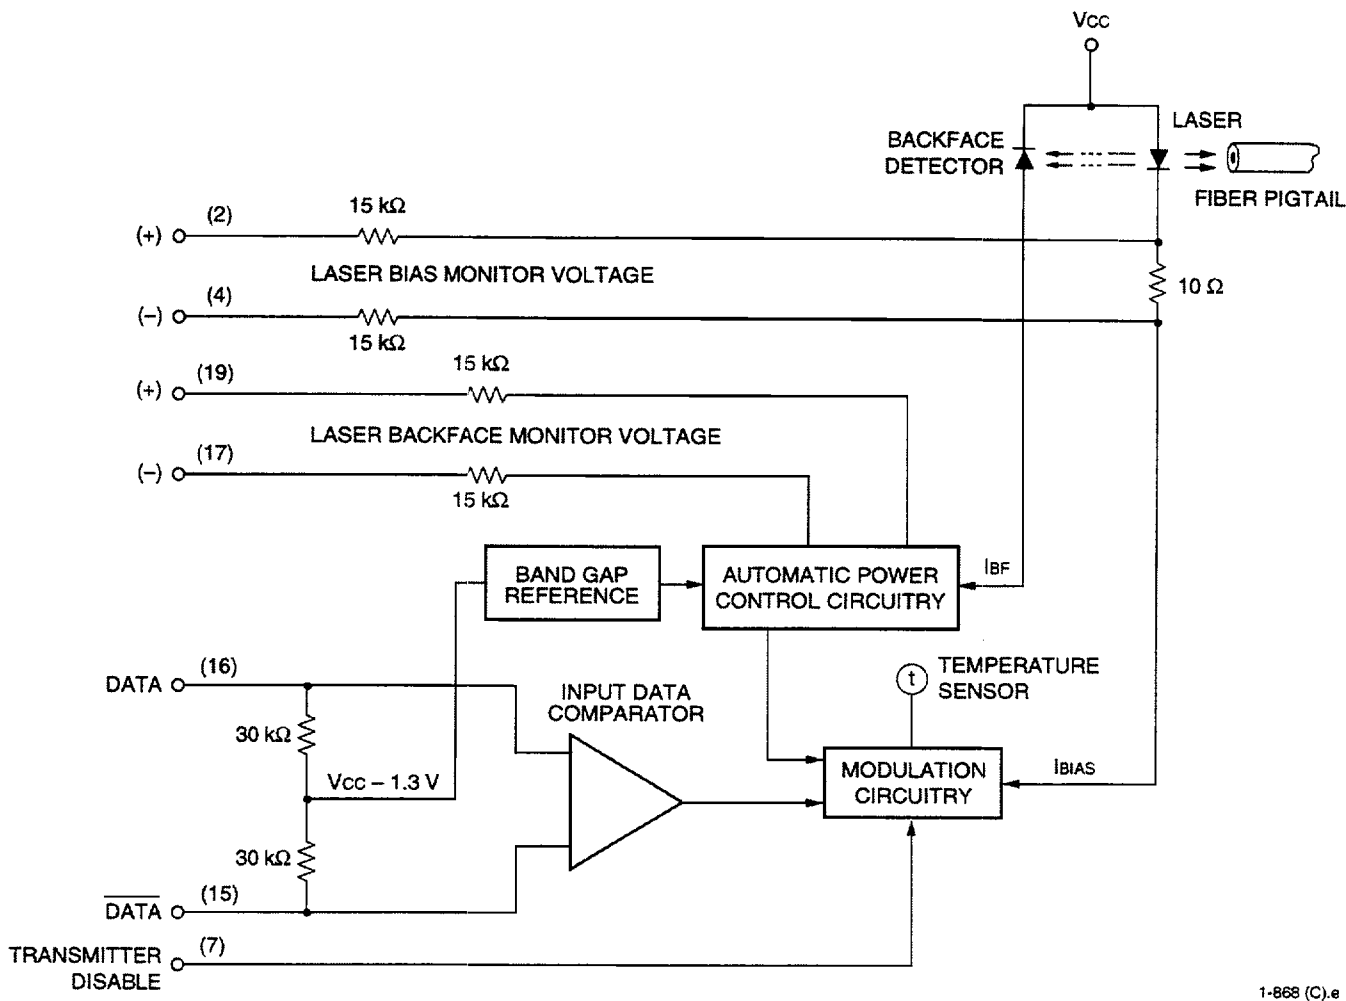 VCC
LASER
BACKFACE
DETECTOR
FIBER PIGTAIL
15 kΩ
(+) (2)
LASER BIAS MONITOR VOLTAGE
10 Ω
(–) (4)
15 kΩ
15 kΩ
(+) (19)
LASER BACKFACE MONITOR VOLTAGE
(–) (17)
15 kΩ
BAND GAP
REFERENCE
AUTOMATIC POWER
CONTROL CIRCUITRY
IBF
DATA (16)
t
TEMPERATURE
SENSOR
INPUT DATA
COMPARATOR
30 kΩ
VCC – 1.3 V
MODULATION
CIRCUITRY
IBIAS
30 kΩ
DATA (15)
TRANSMITTER
DISABLE
(7)
1-868 (C).e